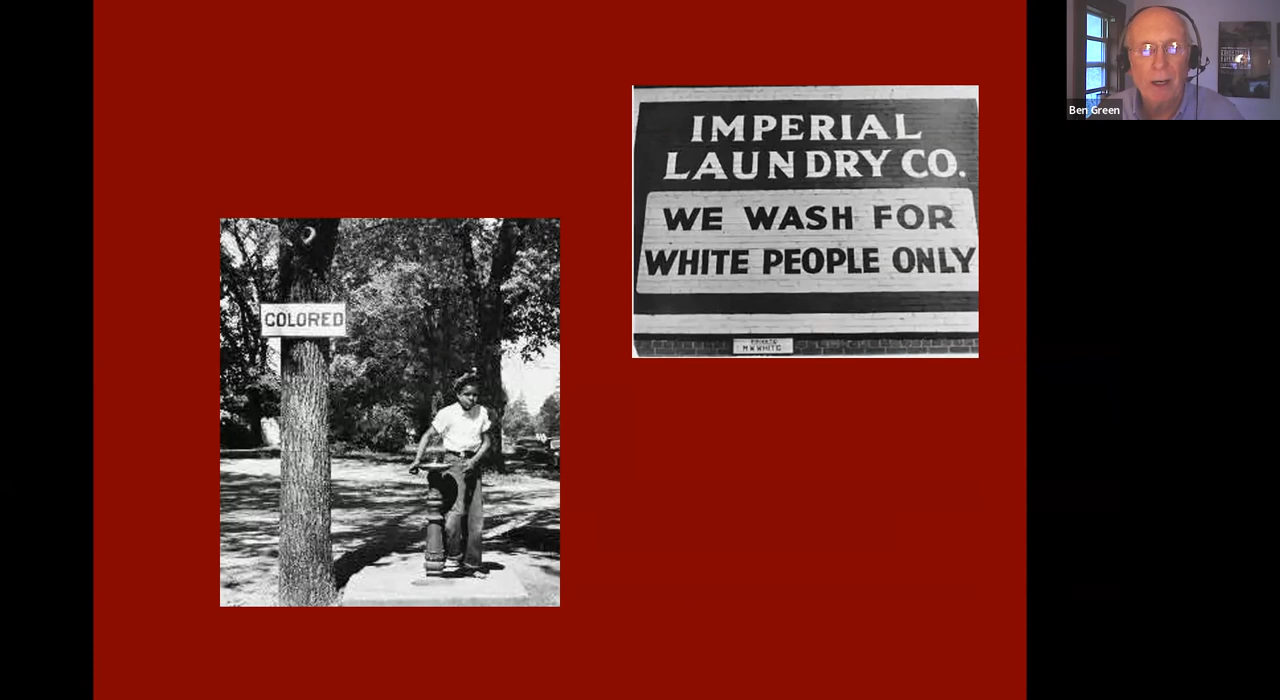 IMPERIAL
LAUNDRY CO.
WE WASH FOR
WHITE PEOPLE ONLY
COLORED
Ben Green